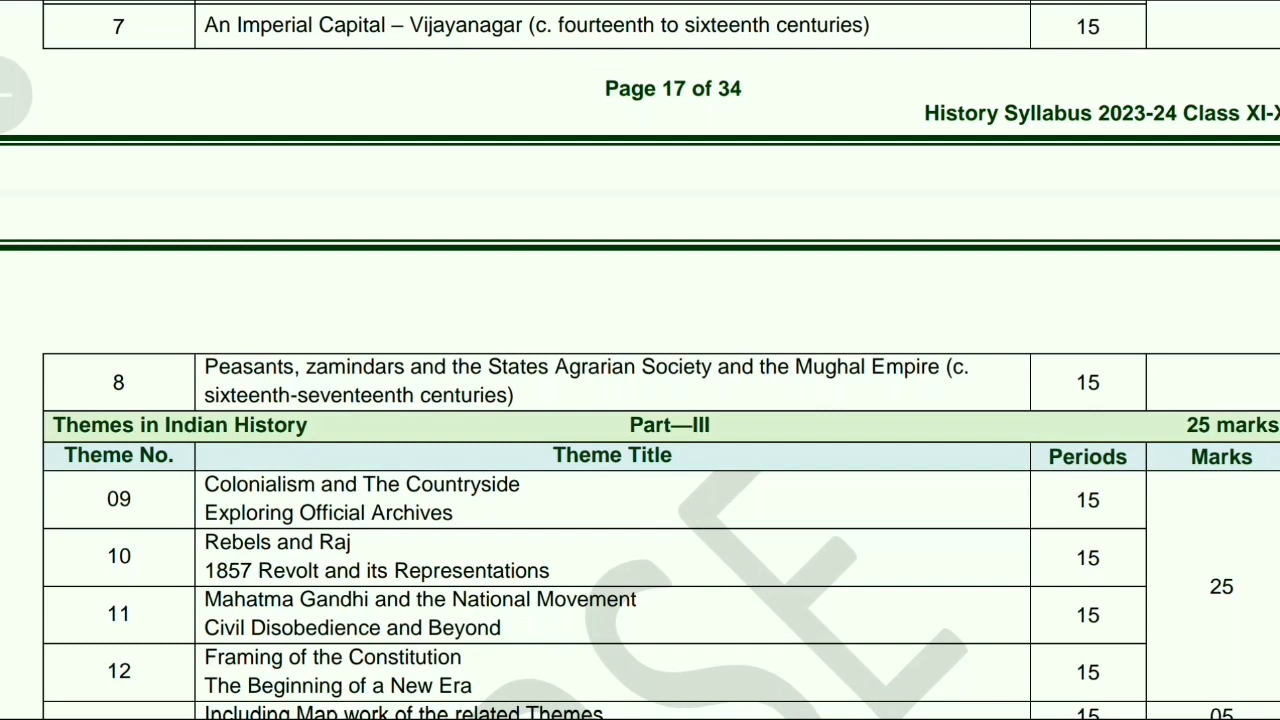 7 An Imperial Capital – Vijayanagar (c. fourteenth to sixteenth centuries) 15
Page 17 of 34
History Syllabus 2023-24 Class XI-X
8 Peasants, zamindars and the States Agrarian Society and the Mughal Empire (c. 15
sixteenth-seventeenth centuries)
Themes in Indian History Part—III 25 marks
Theme No. Theme Title Periods Marks
09 Colonialism and The Countryside 15
Exploring Official Archives
10 Rebels and Raj 15
1857 Revolt and its Representations
25
11 Mahatma Gandhi and the National Movement 15
Civil Disobedience and Beyond
12 Framing of the Constitution 15
The Beginning of a New Era
Including Map work of the related Themes 15 05